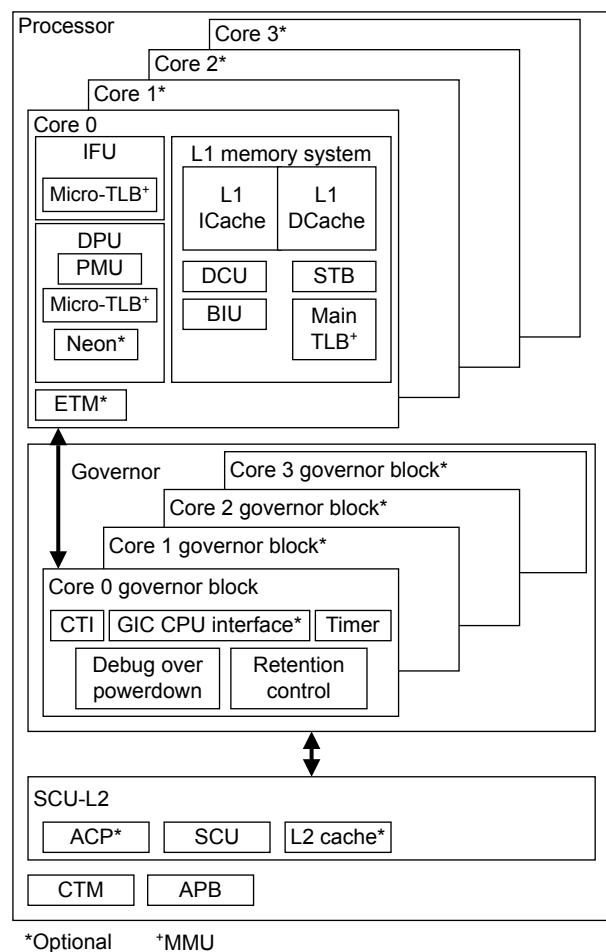 Processor
Core 3*
Core 2*
Core 1*
Core 0
IFU
Micro-TLB⁺
DPU
PMU
Micro-TLB⁺
Neon*
ETM*
L1 memory system
L1
ICache
L1
DCache
DCU
STB
BIU
Main
TLB⁺
Governor
Core 3 governor block*
Core 2 governor block*
Core 1 governor block*
Core 0 governor block
CTI
GIC CPU interface*
Timer
Debug over
powerdown
Retention
control
SCU-L2
ACP*
SCU
L2 cache*
CTM
APB
*Optional
⁺MMU